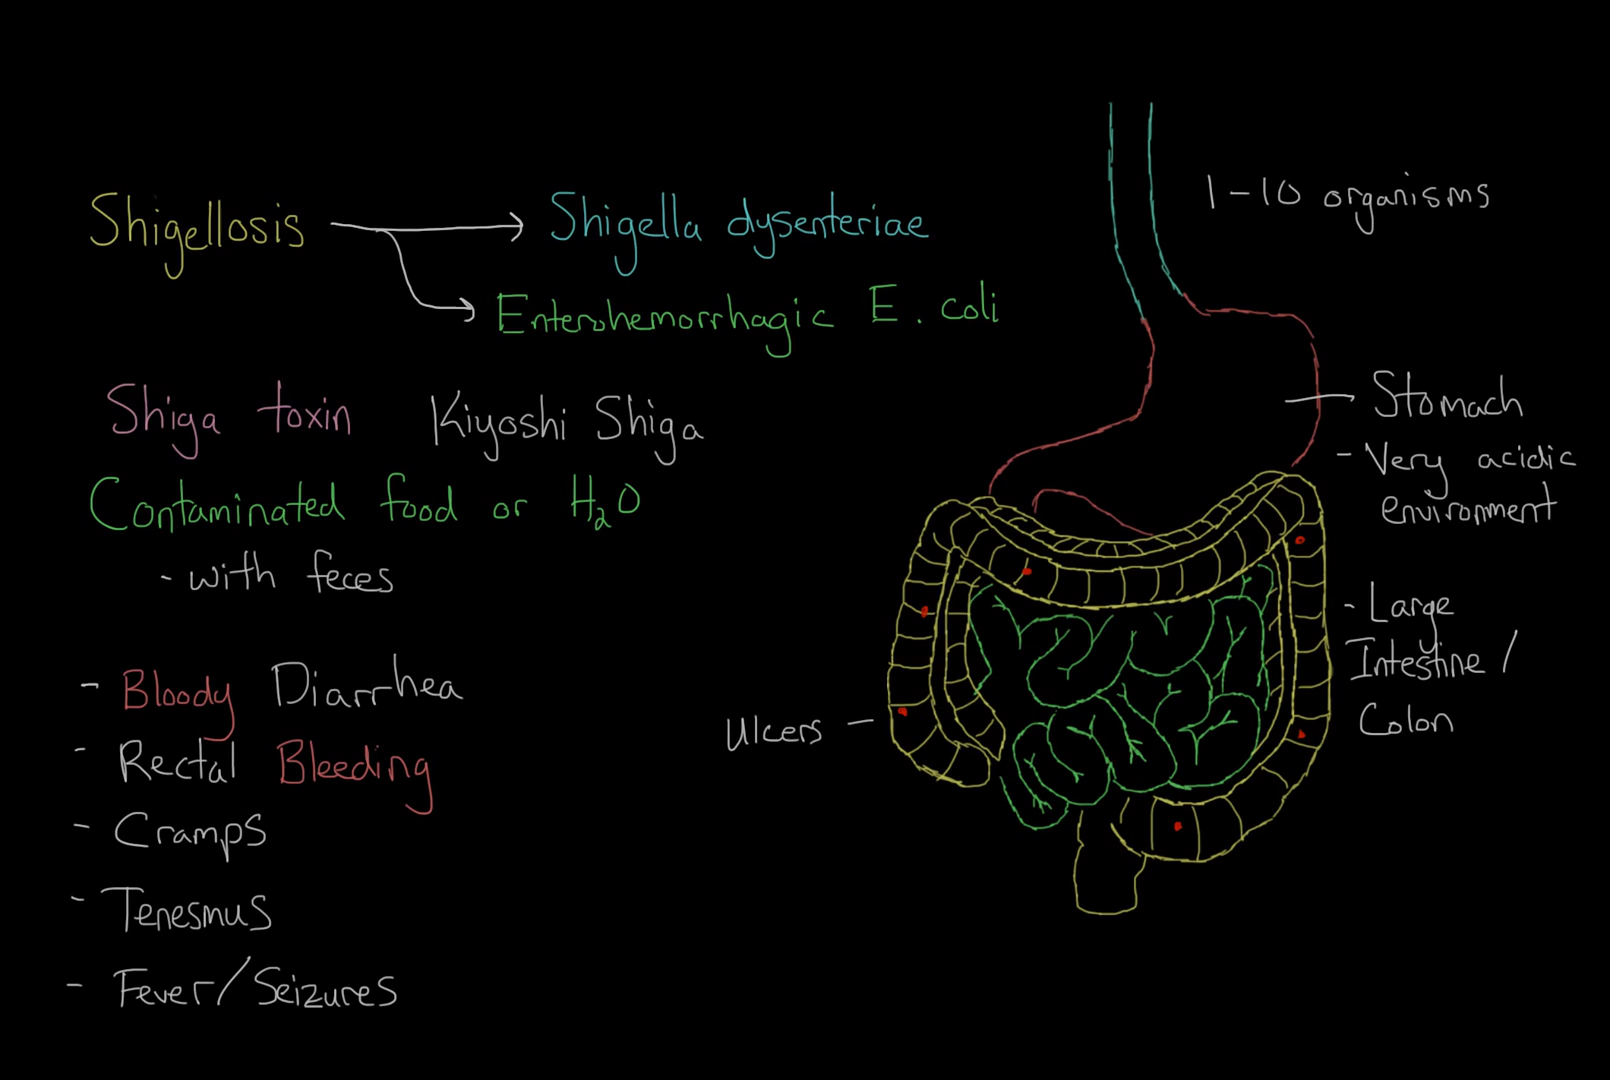 Shigellosis
Shigella dysenteriae
Enterohemorrhagic E. coli
Shiga toxin Kiyoshi Shiga
Contaminated food or H₂O
- with feces
- Bloody Diarrhea
- Rectal Bleeding
- Cramps
- Tenesmus
- Fever/Seizures
1-10 organisms
Stomach
- Very acidic
environment
- Large
Intestine /
Colon
Ulcers -